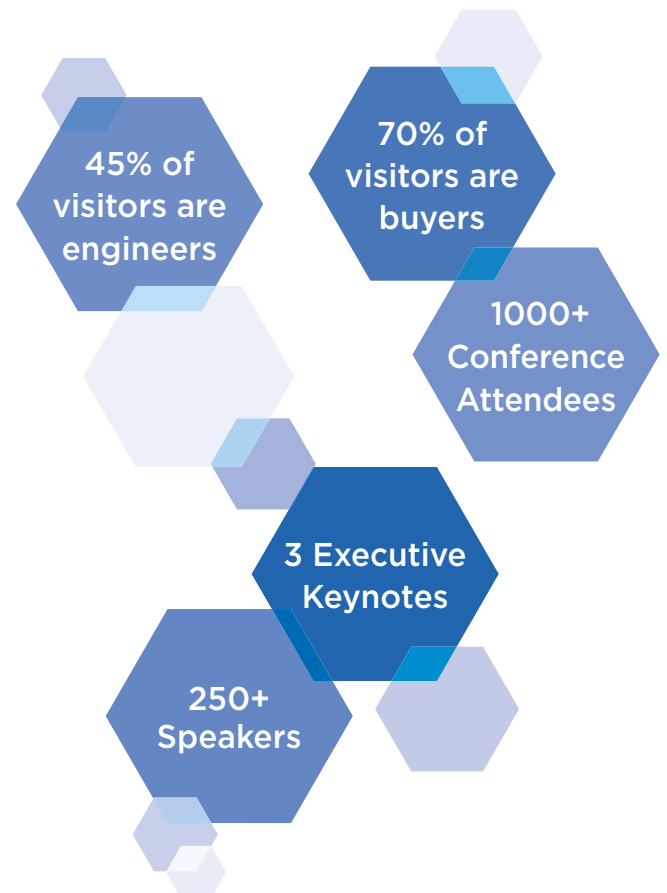 45% of
visitors are
engineers
70% of
visitors are
buyers
1000+
Conference
Attendees
3 Executive
Keynotes
250+
Speakers